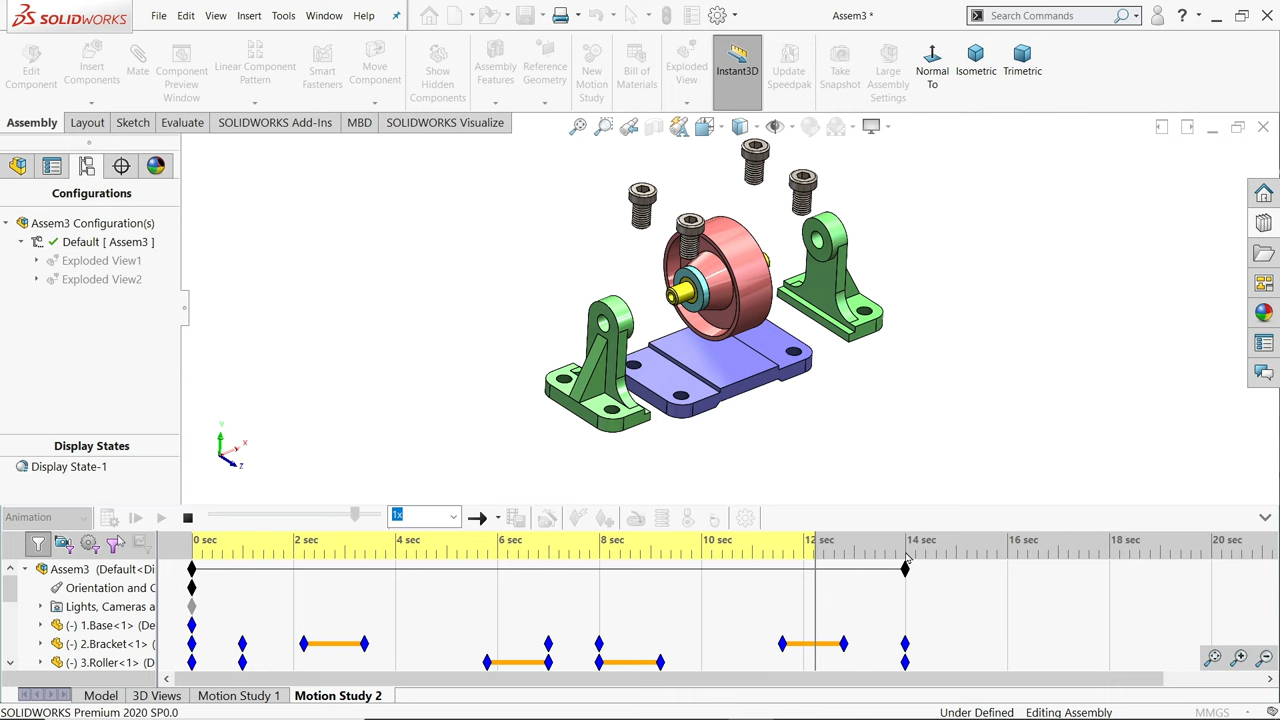 SOLIDWORKS
File Edit View Insert Tools Window Help
Assem3 *
Search Commands
?
Edit Component
Insert Components
Mate
Component Preview Window
Linear Component Pattern
Smart Fasteners
Move Component
Show Hidden Components
Assembly Features
Reference Geometry
New Motion Study
Bill of Materials
Exploded View
Instant3D
Update Speedpak
Take Snapshot
Large Assembly Settings
Normal To
Isometric
Trimetric
Assembly Layout Sketch Evaluate SOLIDWORKS Add-Ins MBD SOLIDWORKS Visualize
Configurations
Assem3 Configuration(s)
Default [ Assem3 ]
Exploded View1
Exploded View2
Display States
Display State-1
Y
X
Z
Animation
1x
0 sec 2 sec 4 sec 6 sec 8 sec 10 sec 12 sec 14 sec 16 sec 18 sec 20 sec
Assem3 (Default<Di
Orientation and C
Lights, Cameras a
(-) 1.Base<1> (De
(-) 2.Bracket<1> (
(-) 3.Roller<1> (D
Model 3D Views Motion Study 1 Motion Study 2
SOLIDWORKS Premium 2020 SP0.0
Under Defined Editing Assembly MMGS